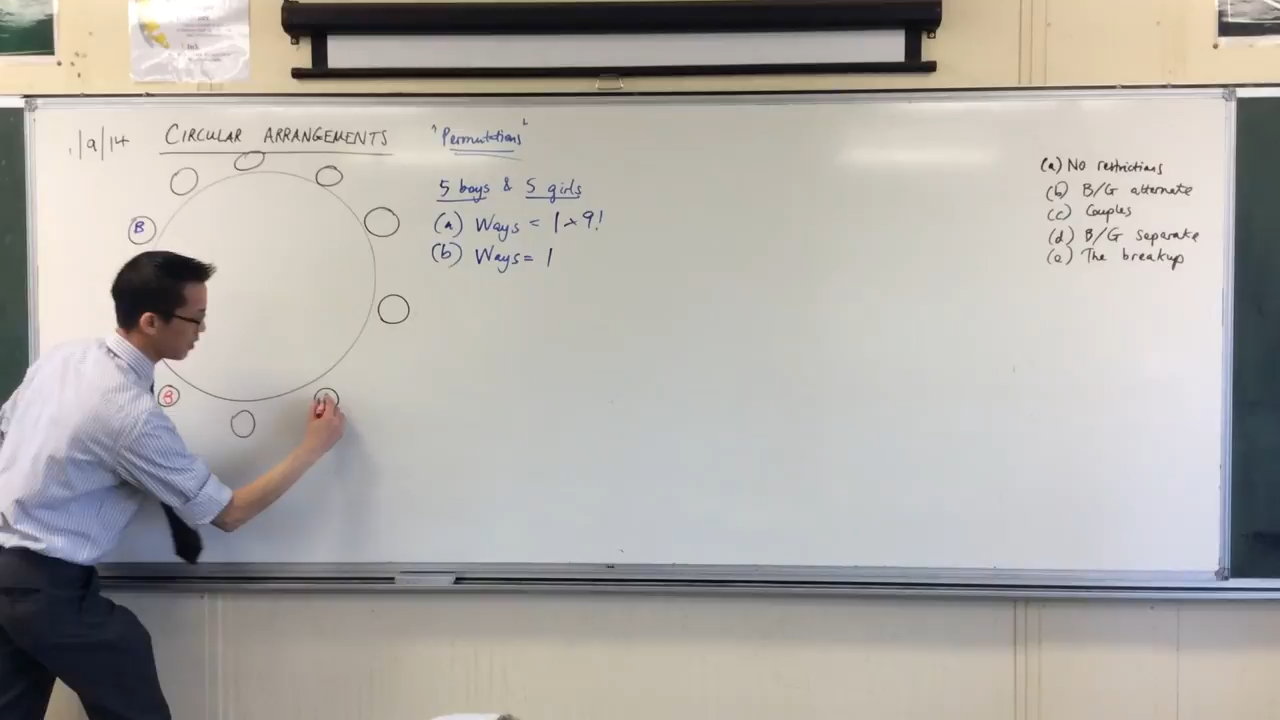 1/9/14 CIRCULAR ARRANGEMENTS 'Permutations'
5 boys & 5 girls
(a) Ways = 1 × 9!
(b) Ways = 1
(a) No restrictions
(b) B/G alternate
(c) Couples
(d) B/G separate
(e) The breakup
B
B